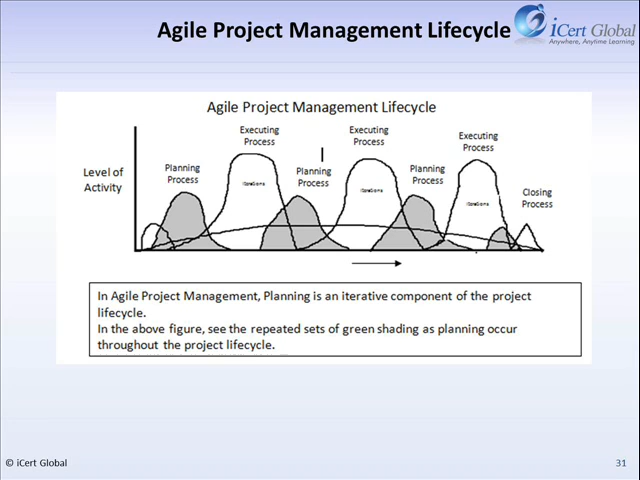 Agile Project Management Lifecycle
iCert Global
Anywhere, Anytime Learning
Agile Project Management Lifecycle
Executing
Process
Executing
Process
Executing
Process
Level of
Activity
Planning
Process
Planning
Process
Planning
Process
Closing
Process
In Agile Project Management, Planning is an iterative component of the project
lifecycle.
In the above figure, see the repeated sets of green shading as planning occur
throughout the project lifecycle.
© iCert Global
31